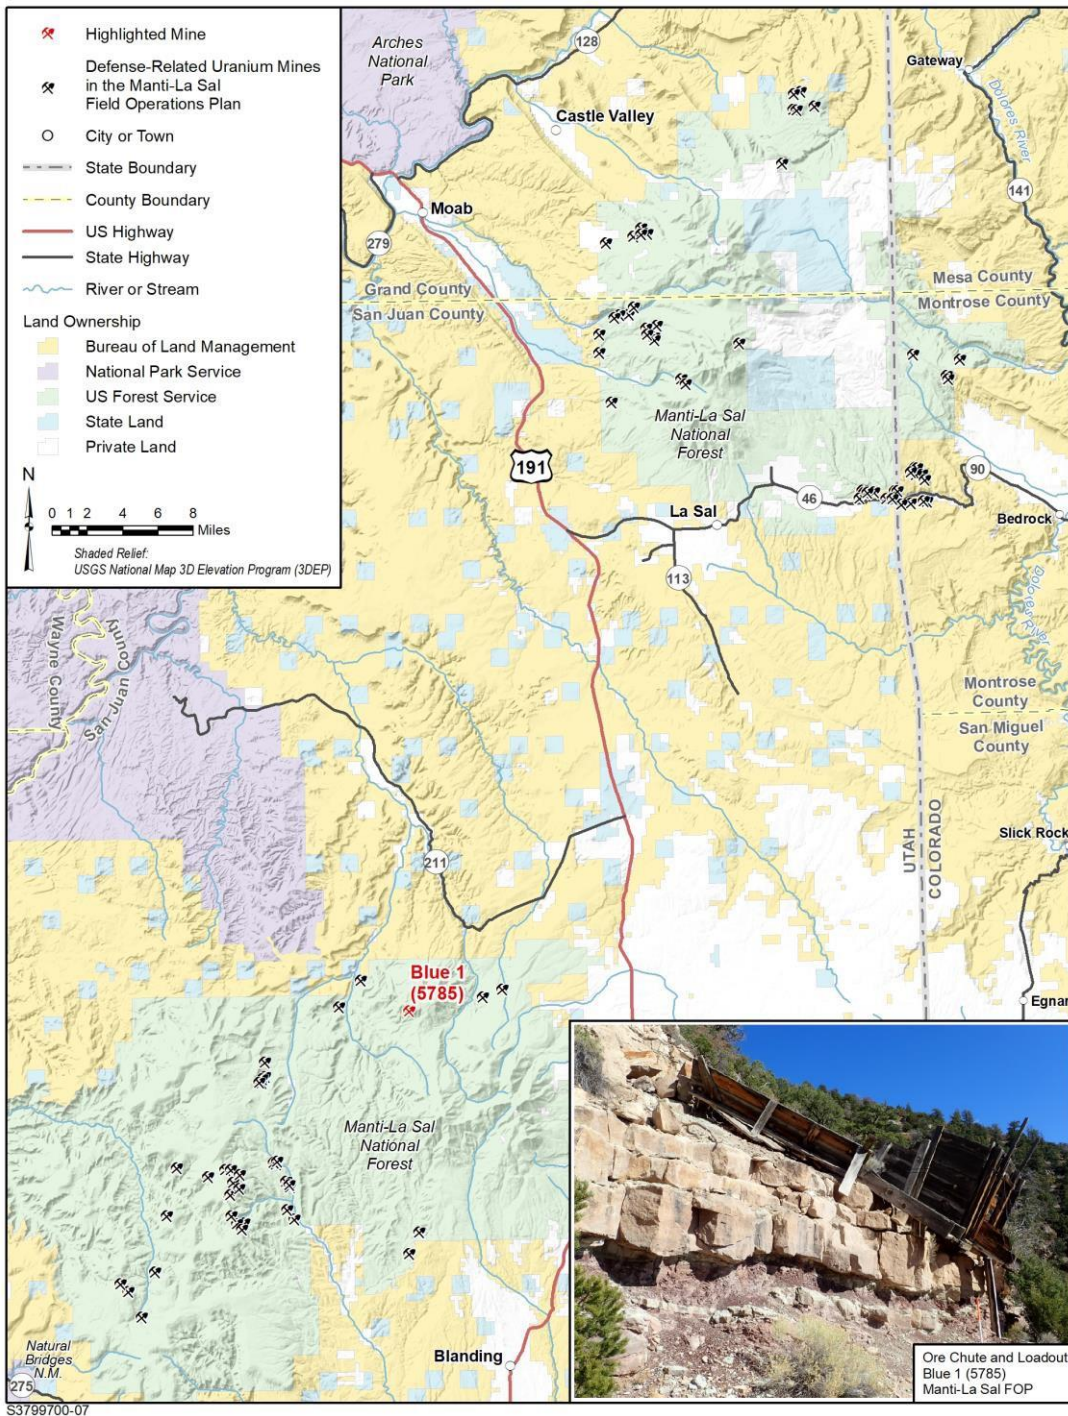 Highlighted Mine
Defense-Related Uranium Mines
in the Manti-La Sal
Field Operations Plan
City or Town
State Boundary
County Boundary
US Highway
State Highway
River or Stream
Land Ownership
Bureau of Land Management
National Park Service
US Forest Service
State Land
Private Land
N
0 1 2 4 6 8
Miles
Shaded Relief:
USGS National Map 3D Elevation Program (3DEP)
Arches
National
Park
128
Castle Valley
Gateway
Dolores River
141
Moab
279
Grand County
San Juan County
Mesa County
Montrose County
Manti-La Sal
National
Forest
191
90
46
La Sal
Bedrock
113
Dolores River
Wayne County
San Juan County
Montrose
County
San Miguel
County
UTAH
COLORADO
Slick Rock
211
Blue 1
(5785)
Egnar
Manti-La Sal
National
Forest
Natural
Bridges
N.M.
275
Blanding
Ore Chute and Loadout
Blue 1 (5785)
Manti-La Sal FOP
S3799700-07